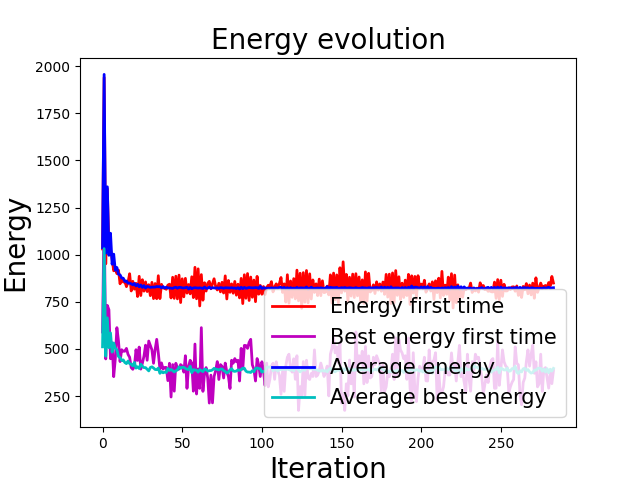 Energy evolution
2000
1750
1500
1250
1000
750
500
250
Energy
0
50
100
150
200
250
Iteration
Energy first time
Best energy first time
Average energy
Average best energy